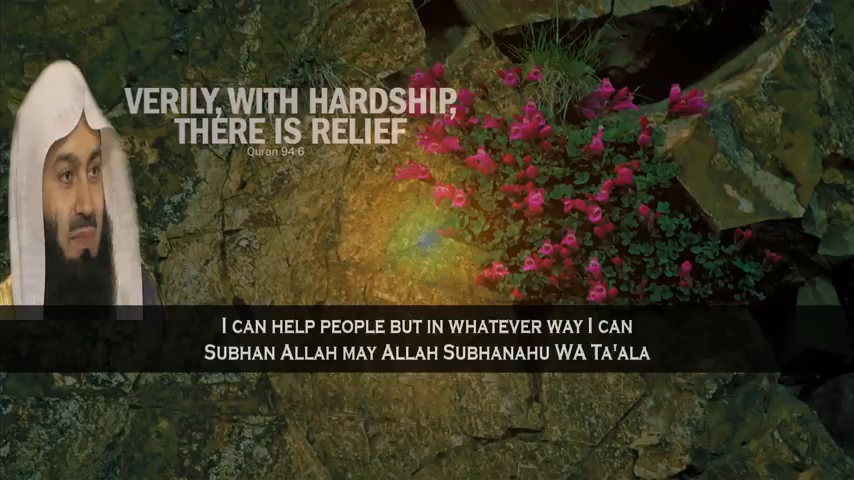 VERILY, WITH HARDSHIP,
THERE IS RELIEF
Quran 94:6
I CAN HELP PEOPLE BUT IN WHATEVER WAY I CAN
SUBHAN ALLAH MAY ALLAH SUBHANAHU WA TA'ALA